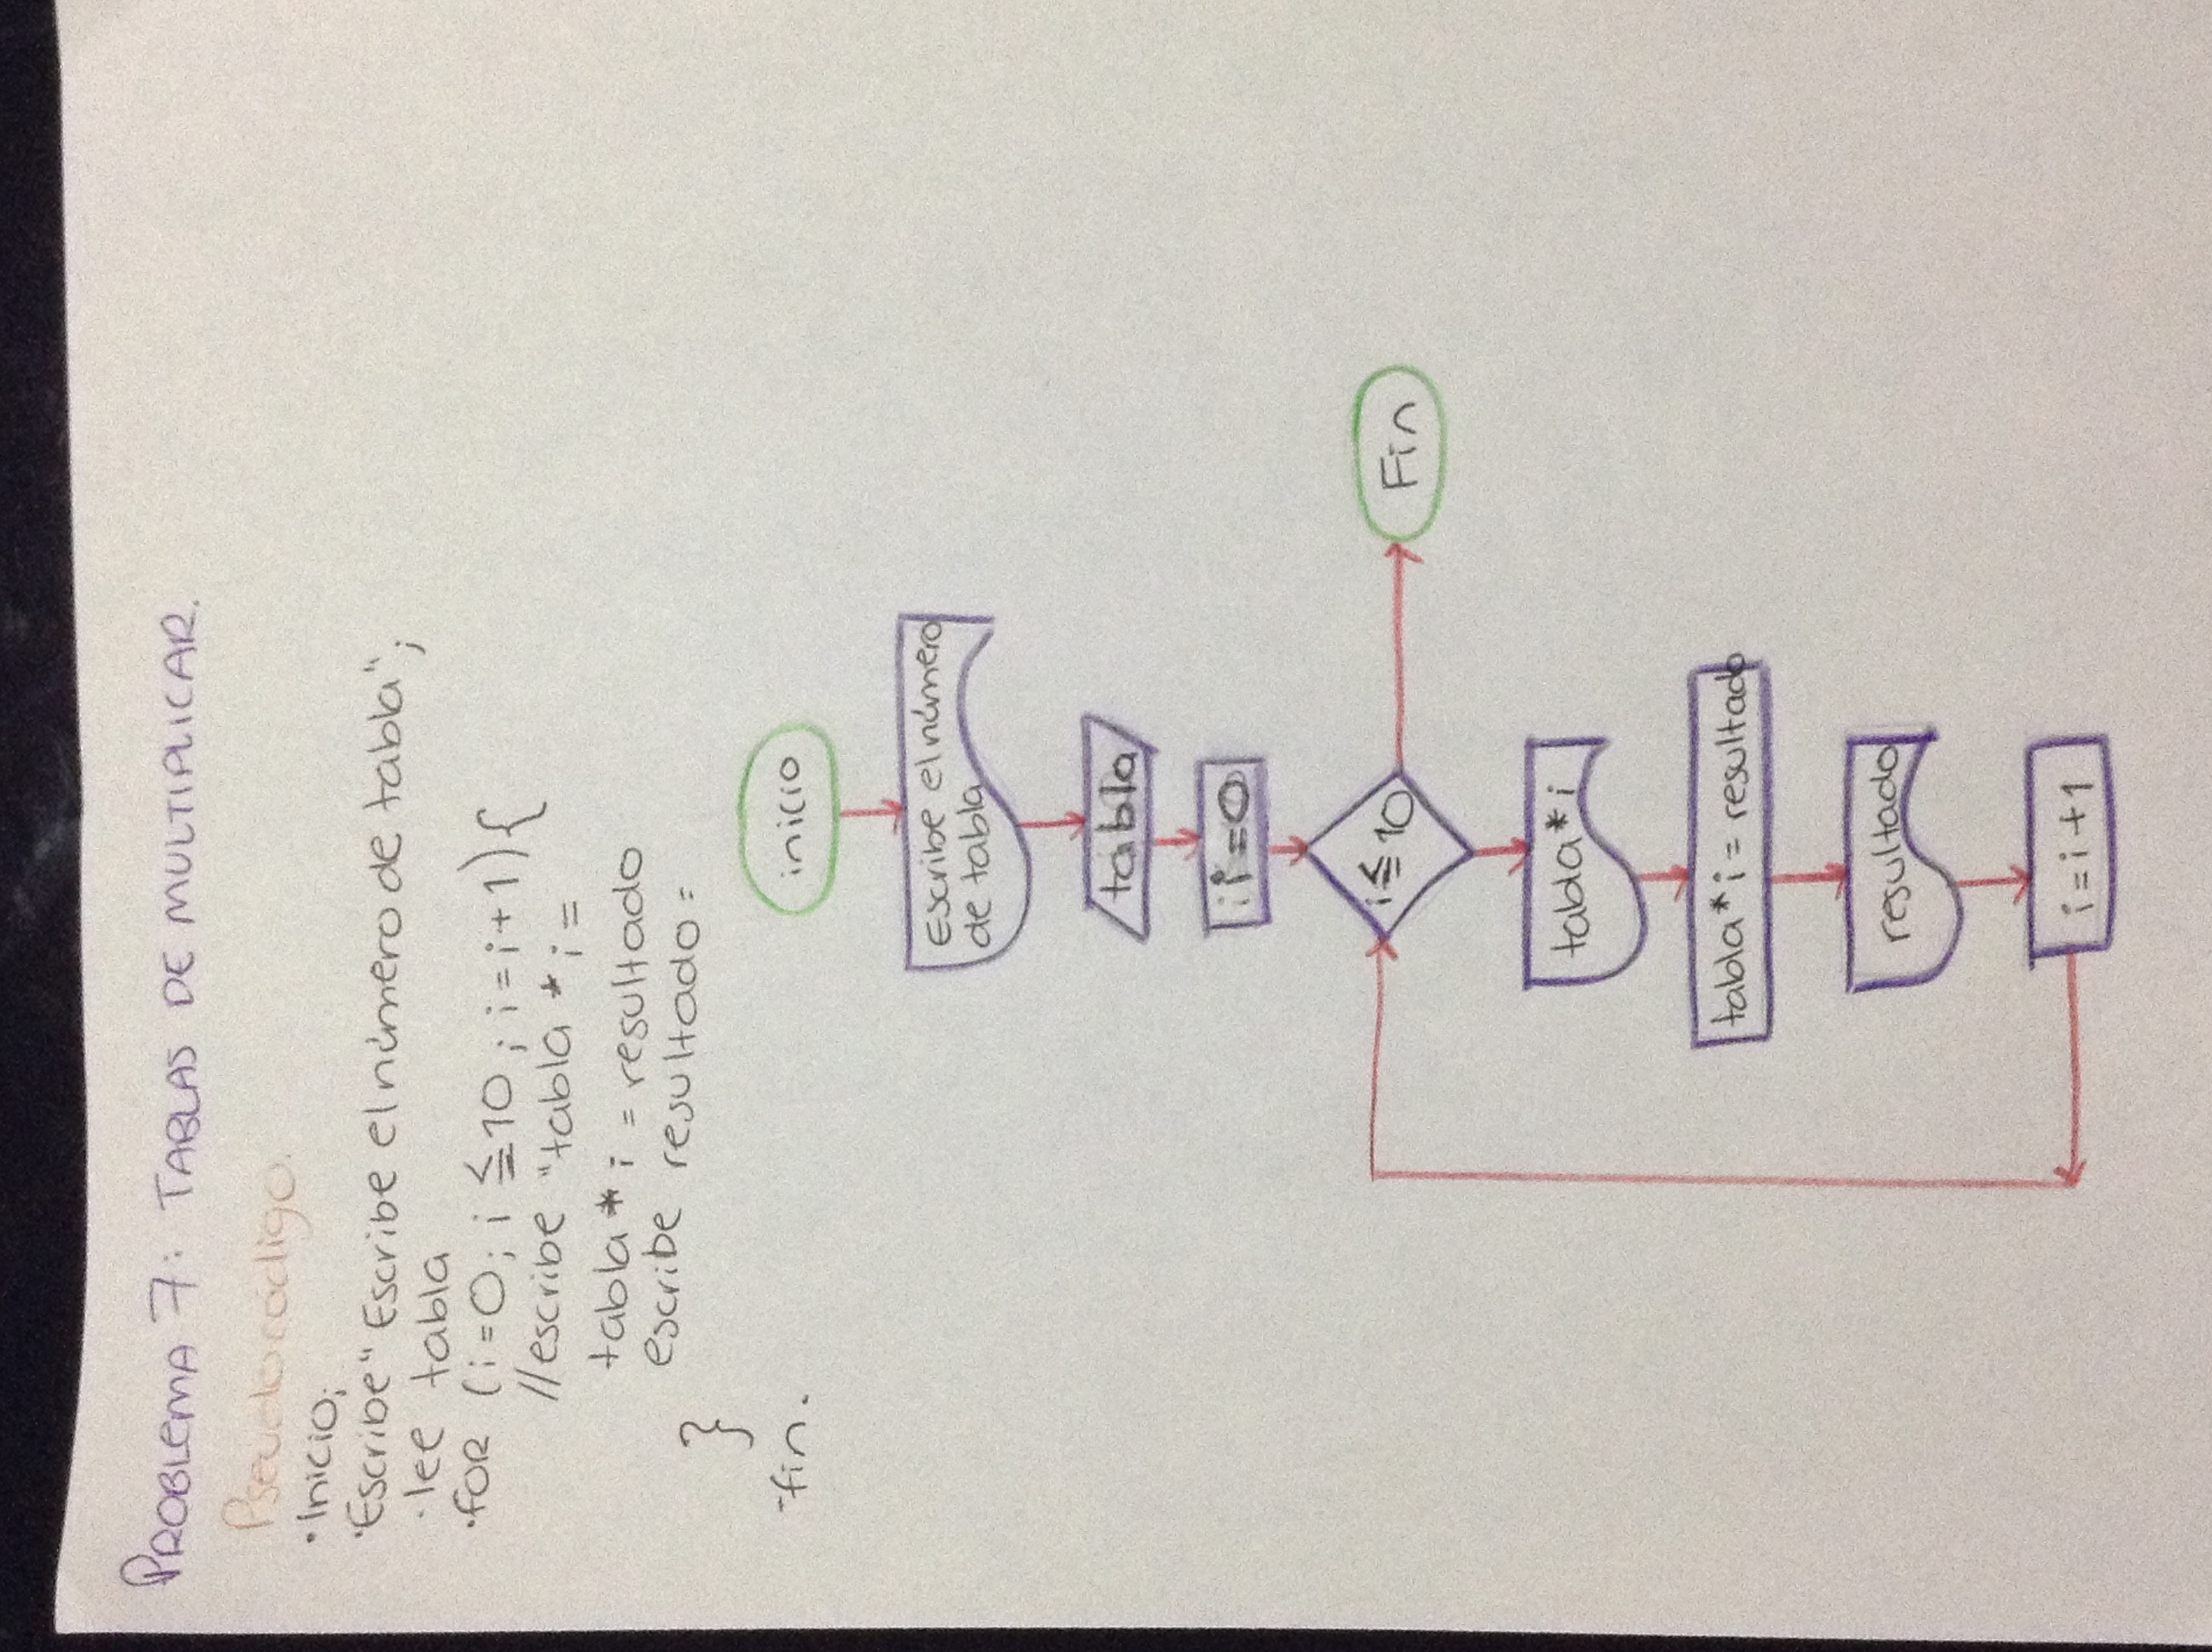 PROBLEMA 7: TABLAS DE MULTIPLICAR.
Pseudocódigo.
·Inicio;
·Escribe" Escribe el número de tabla";
·lee tabla
·FOR (i=0; i ≦10 ; i=i+1){
//escribe "tabla * i =
tabla* i = resultado
escribe resultado =
}
-fin.
inicio
Escribe el número
de tabla
tabla
i=0
i≦10
Fin
tabla*i
tabla*i = resultado
resultado
i=i+1